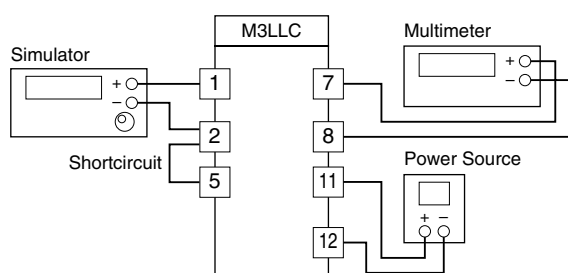 M3LLC
Simulator
+
−
1
2
Shortcircuit
5
7
8
11
12
Multimeter
+
−
Power Source
+ −